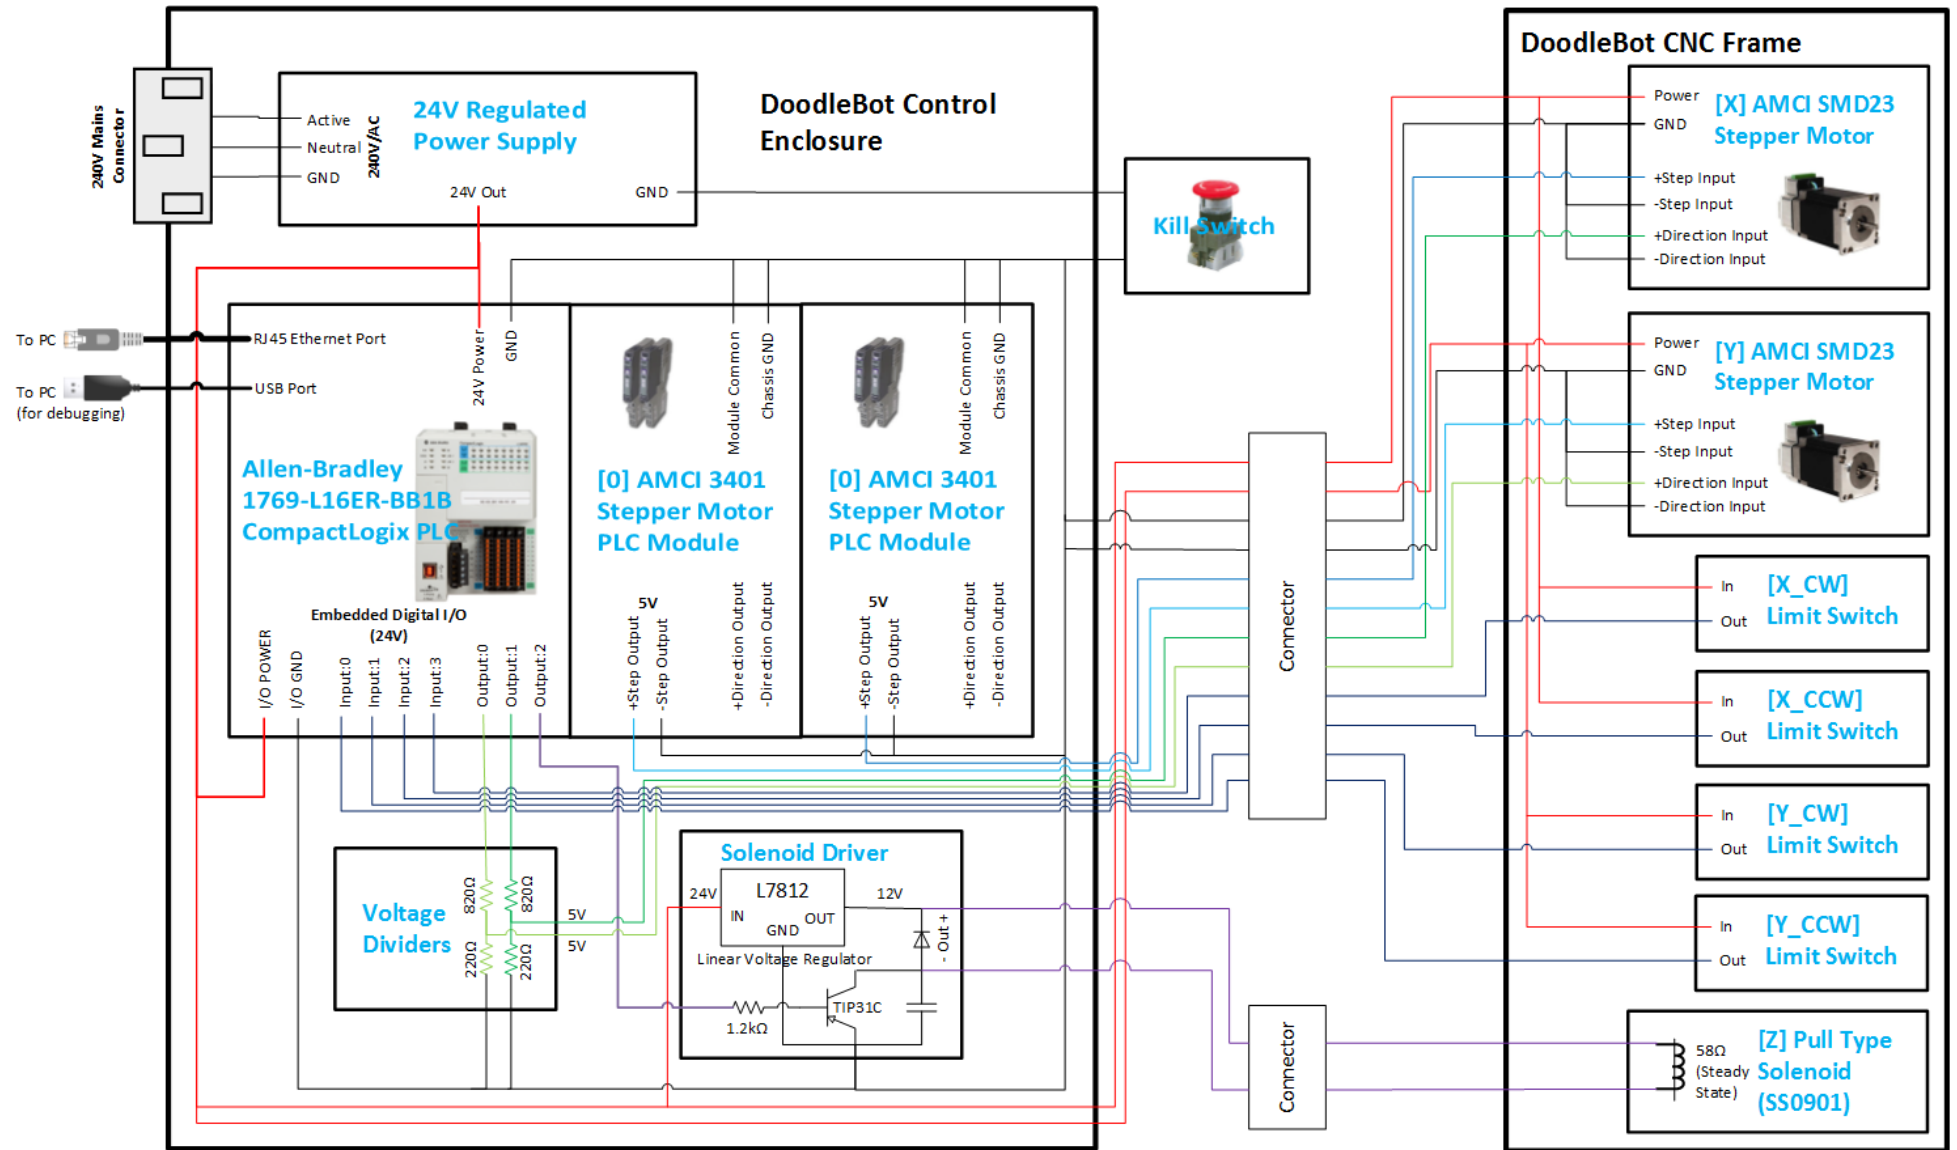 DoodleBot Control
Enclosure
240V Mains
Connector
24V Regulated
Power Supply
Active
Neutral
GND
240V/AC
24V Out
GND
Kill Switch
To PC
RJ45 Ethernet Port
To PC
(for debugging)
USB Port
24V Power
GND
Allen-Bradley
1769-L16ER-BB1B
CompactLogix PLC
Embedded Digital I/O
(24V)
I/O POWER
I/O GND
Input:0
Input:1
Input:2
Input:3
Output:0
Output:1
Output:2
Module Common
Chassis GND
[0] AMCI 3401
Stepper Motor
PLC Module
5V
+Step Output
-Step Output
+Direction Output
-Direction Output
Module Common
Chassis GND
[0] AMCI 3401
Stepper Motor
PLC Module
5V
+Step Output
-Step Output
+Direction Output
-Direction Output
Voltage
Dividers
820Ω
820Ω
220Ω
220Ω
5V
5V
Solenoid Driver
24V
L7812
12V
IN
OUT
GND
Linear Voltage Regulator
- Out +
TIP31C
1.2kΩ
Connector
Connector
DoodleBot CNC Frame
Power
GND
+Step Input
-Step Input
+Direction Input
-Direction Input
[X] AMCI SMD23
Stepper Motor
Power
GND
+Step Input
-Step Input
+Direction Input
-Direction Input
[Y] AMCI SMD23
Stepper Motor
In
Out
[X_CW]
Limit Switch
In
Out
[X_CCW]
Limit Switch
In
Out
[Y_CW]
Limit Switch
In
Out
[Y_CCW]
Limit Switch
58Ω
(Steady
State)
[Z] Pull Type
Solenoid
(SS0901)